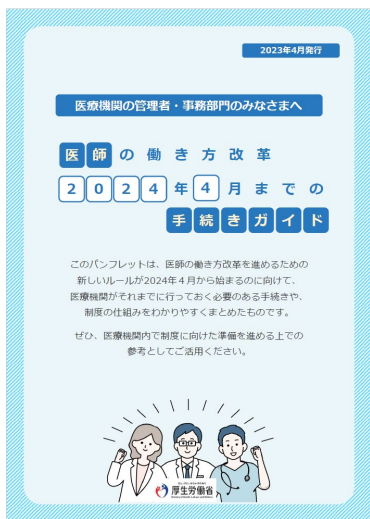 2023年4月発行
医療機関の管理者・事務部門のみなさまへ
医師の働き方改革
2024年4月までの
手続きガイド
このパンフレットは、医師の働き方改革を進めるための
新しいルールが2024年4月から始まるのに向けて、
医療機関がそれまでに行っておく必要のある手続きや、
制度の仕組みをわかりやすくまとめたものです。
ぜひ、医療機関内で制度に向けた準備を進める上での
参考としてご活用ください。
厚生労働省